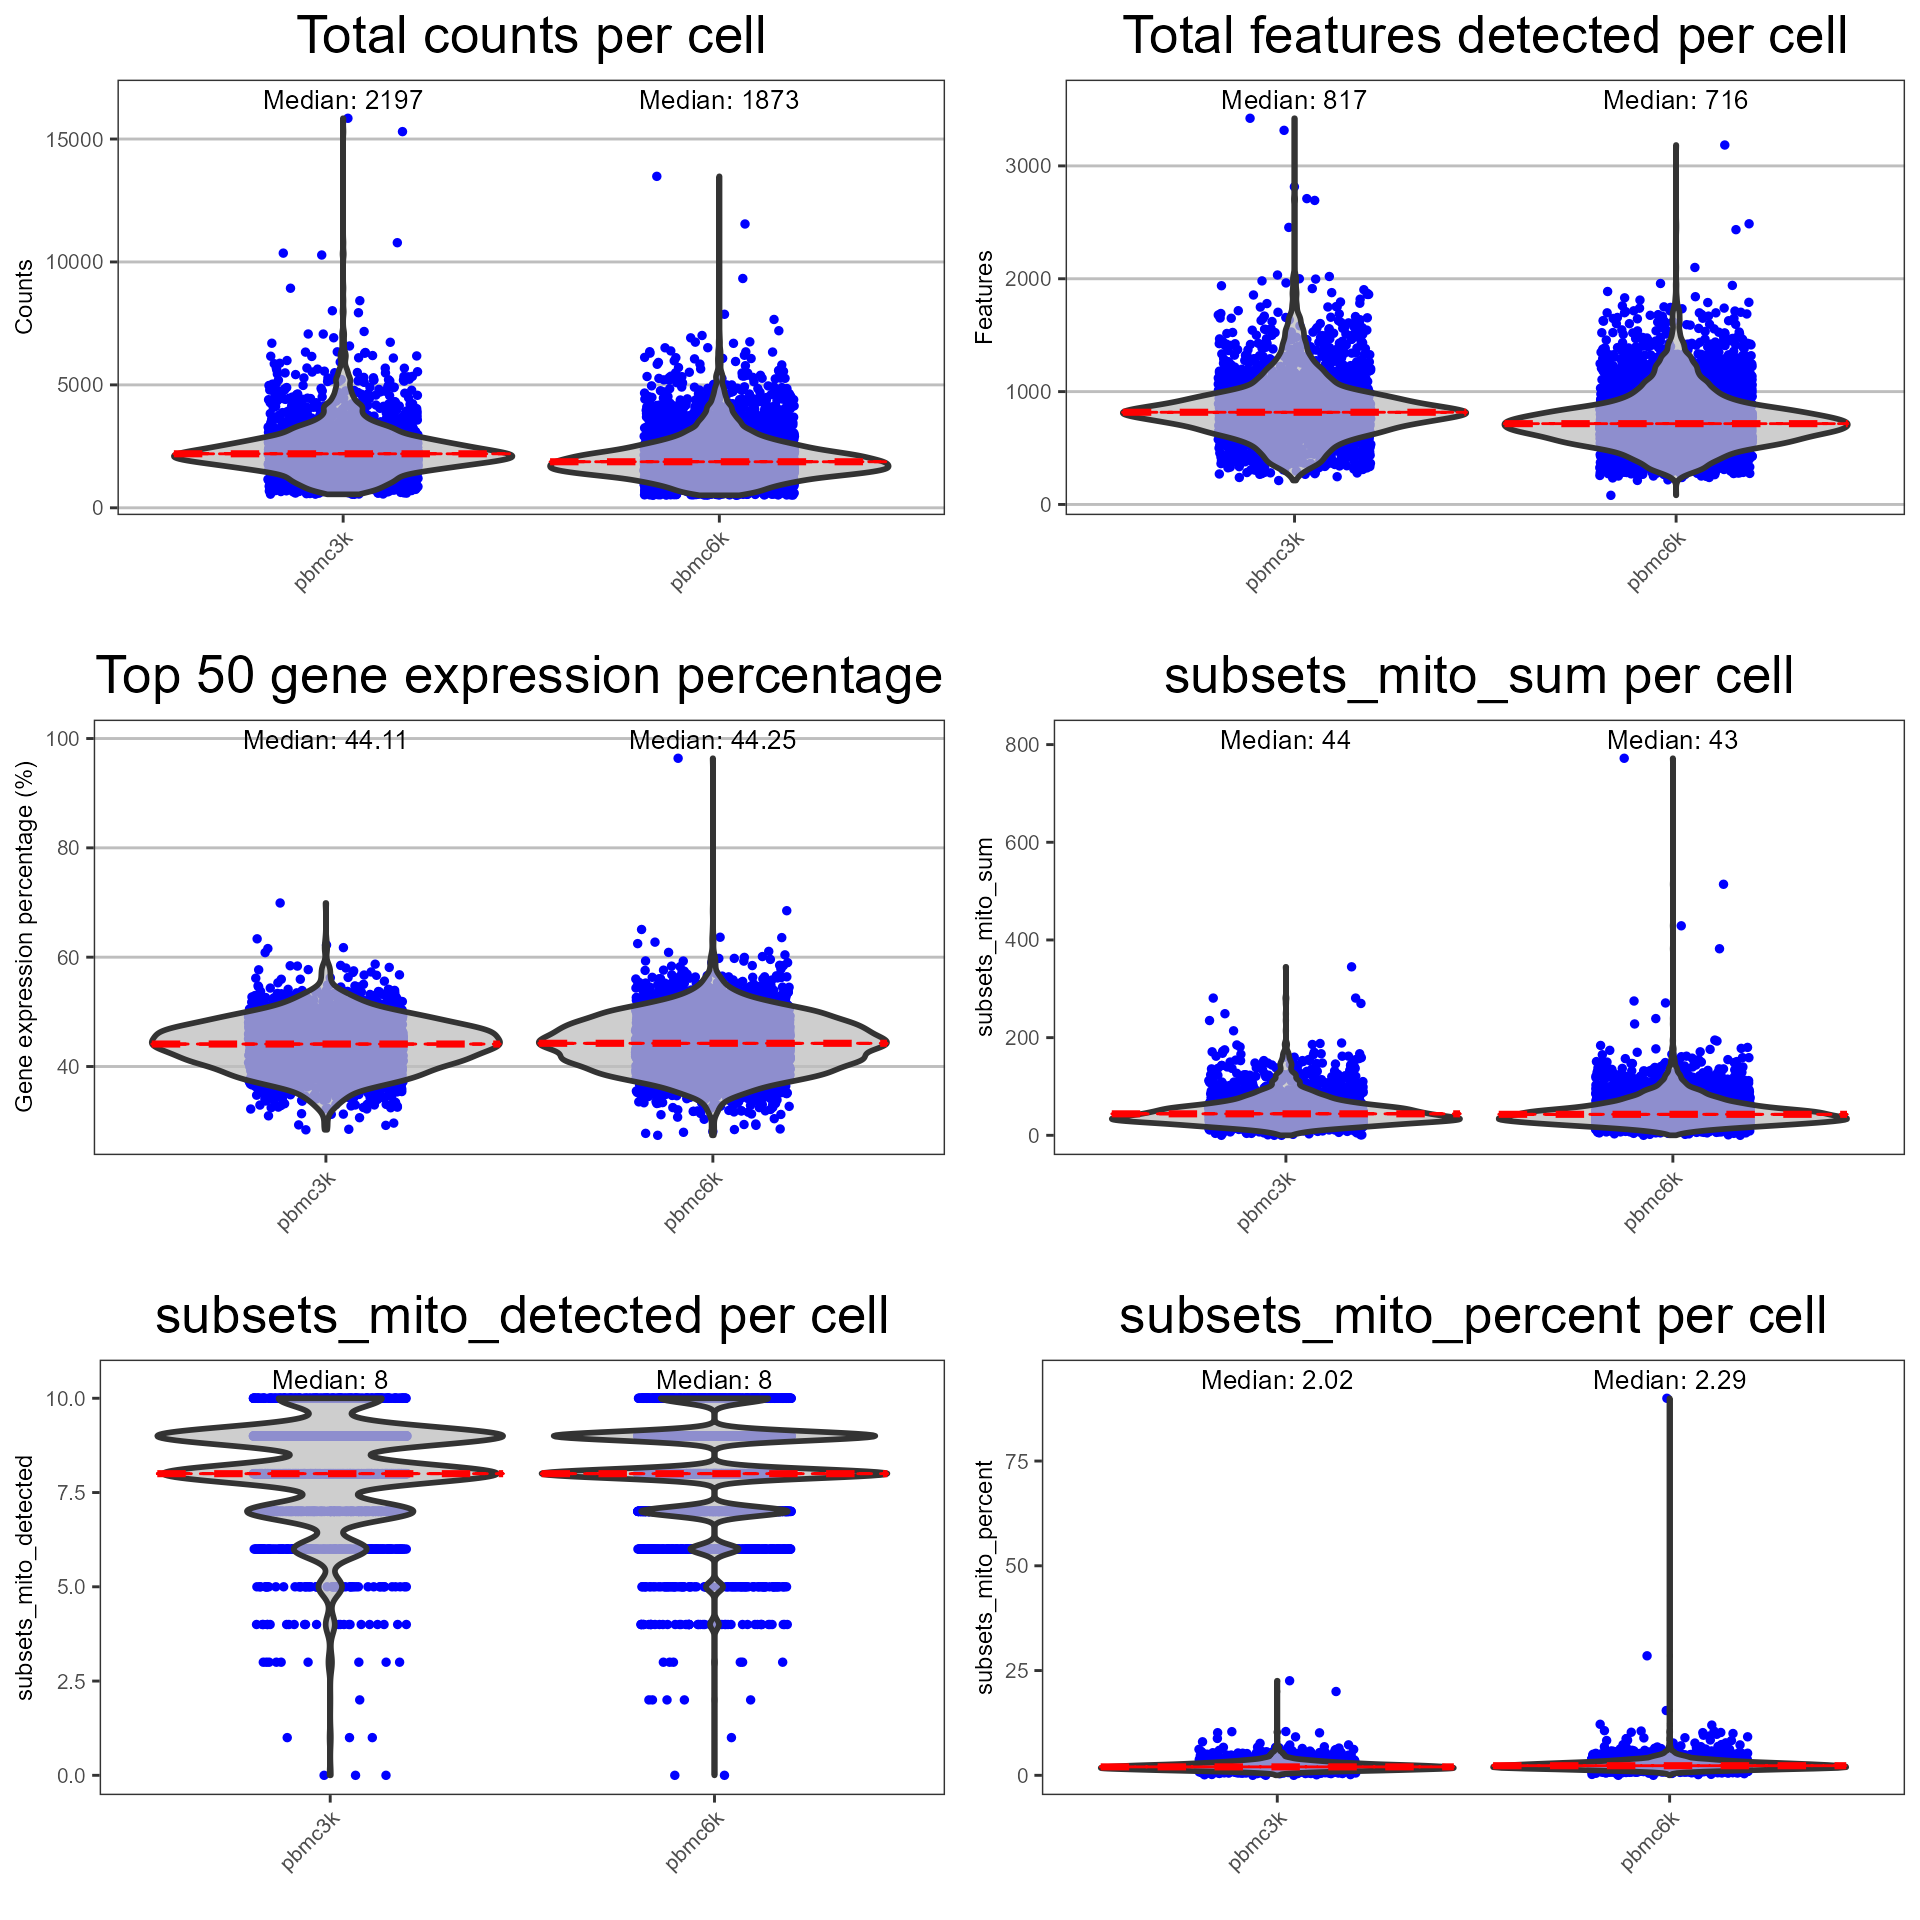 Total counts per cell
Median: 2197
Median: 1873
15000
10000
5000
0
Counts
pbmc3k
pbmc6k
Total features detected per cell
Median: 817
Median: 716
3000
2000
1000
0
Features
pbmc3k
pbmc6k
Top 50 gene expression percentage
Median: 44.11
Median: 44.25
100
80
60
40
Gene expression percentage (%)
pbmc3k
pbmc6k
subsets_mito_sum per cell
Median: 44
Median: 43
800
600
400
200
0
subsets_mito_sum
pbmc3k
pbmc6k
subsets_mito_detected per cell
Median: 8
Median: 8
10.0
7.5
5.0
2.5
0.0
subsets_mito_detected
pbmc3k
pbmc6k
subsets_mito_percent per cell
Median: 2.02
Median: 2.29
75
50
25
0
subsets_mito_percent
pbmc3k
pbmc6k